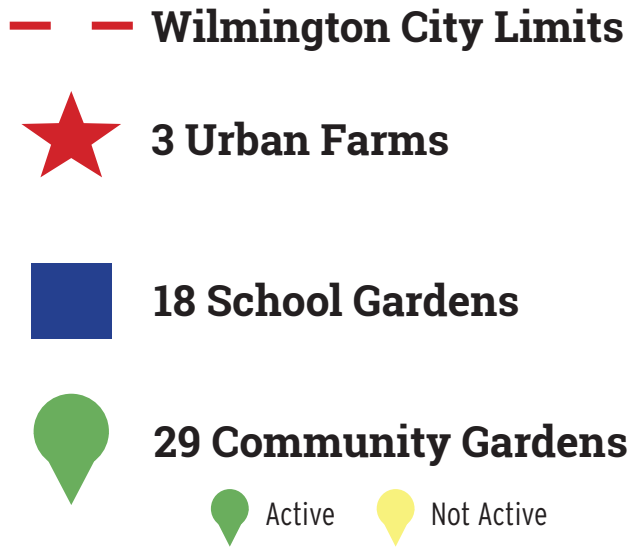 Wilmington City Limits
3 Urban Farms
18 School Gardens
29 Community Gardens
Active Not Active